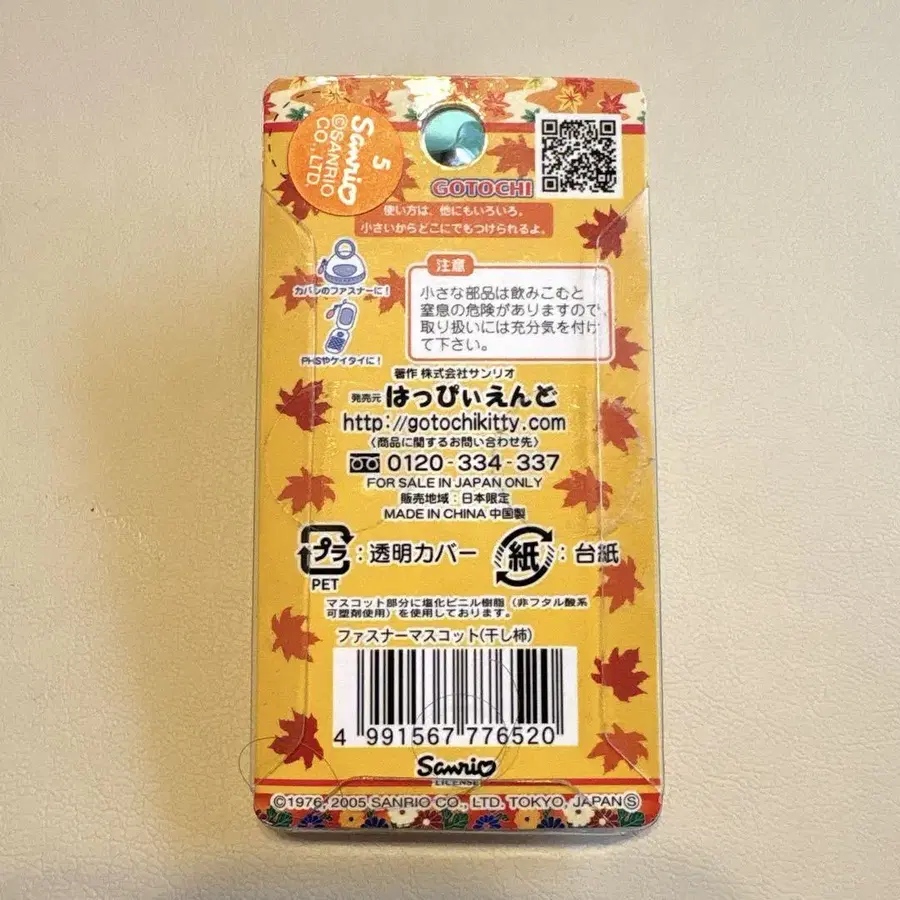 5
Sanrio
©SANRIO
CO., LTD.
GOTOCHI
使い方は、他にもいろいろ。
小さいからどこにでもつけられるよ。
カバンのファスナーに!
PHSやケイタイに!
注意
小さな部品は飲みこむと
窒息の危険がありますので、
取り扱いには充分気を付け
て下さい。
著作 株式会社サンリオ
発売元 はっぴぃえんど
http://gotochikitty.com
〈商品に関するお問い合わせ先〉
0120-334-337
FOR SALE IN JAPAN ONLY
販売地域:日本限定
MADE IN CHINA 中国製
プラ:透明カバー 紙:台紙
PET
マスコット部分に塩化ビニル樹脂(非フタル酸系
可塑剤使用)を使用しております。
ファスナーマスコット(干し柿)
4 991567 776520
Sanrio
LICENSE
©1976, 2005 SANRIO CO., LTD. TOKYO, JAPAN Ⓢ